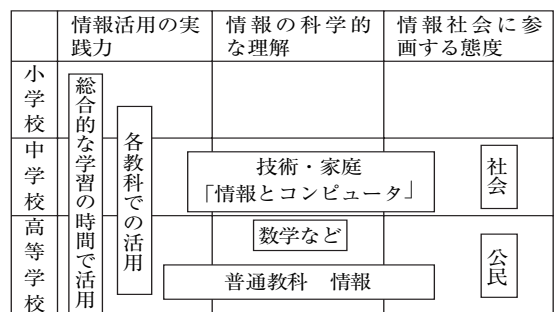 情報活用の実
践力
情報の科学的
な理解
情報社会に参
画する態度
小学校
中学校
高等学校
総合的な学習の時間で活用
各教科での活用
技術・家庭
「情報とコンピュータ」
社会
数学など
公民
普通教科　情報